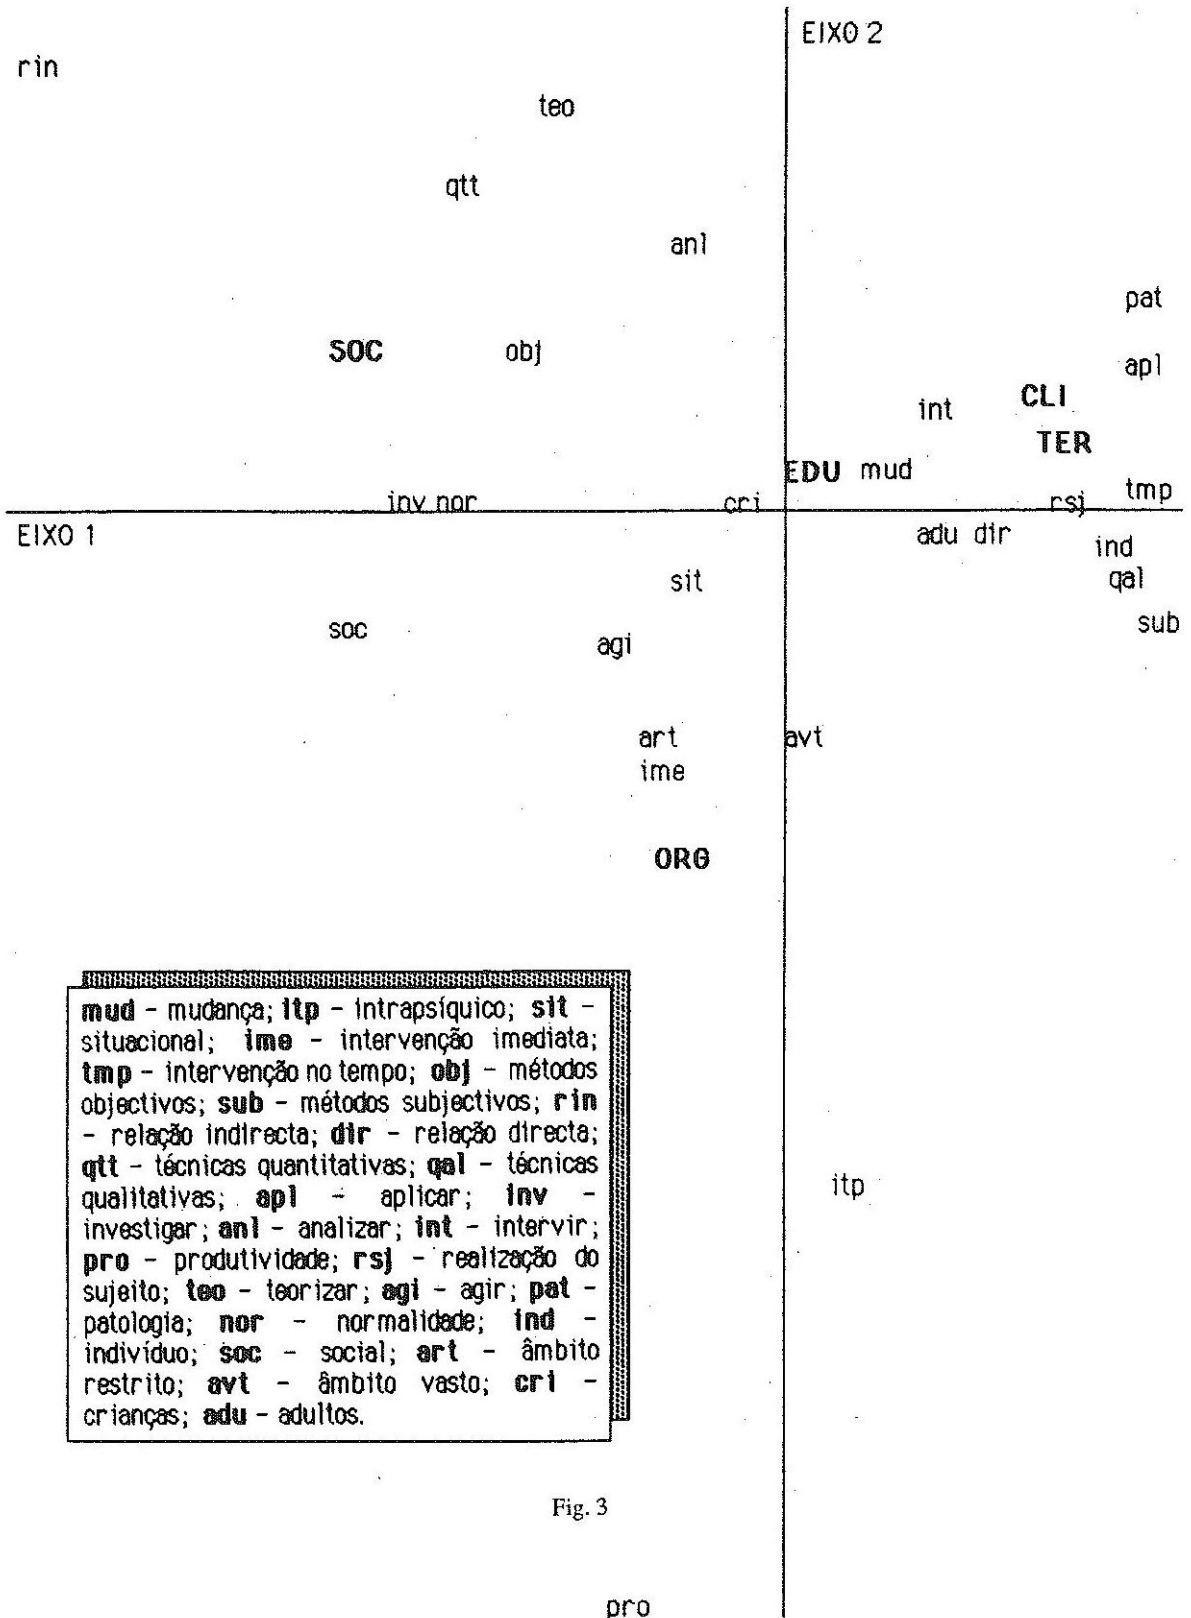 EIXO 2
rin
teo
qtt
anl
pat
SOC obj
apl
int CLI
TER
EDU mud
inv nor cri rsj tmp
EIXO 1
adu dir
ind
sit qal
soc sub
agi
art avt
ime
ORG
mud - mudança; itp - intrapsíquico; sit -
situacional; ime - intervenção imediata;
tmp - intervenção no tempo; obj - métodos
objectivos; sub - métodos subjectivos; rin
- relação indirecta; dir - relação directa;
qtt - técnicas quantitativas; qal - técnicas
qualitativas; apl - aplicar; inv -
investigar; anl - analizar; int - intervir;
pro - produtividade; rsj - realização do
sujeito; teo - teorizar; agi - agir; pat -
patologia; nor - normalidade; ind -
indivíduo; soc - social; art - âmbito
restrito; avt - âmbito vasto; cri -
crianças; adu - adultos.
itp
Fig. 3
pro